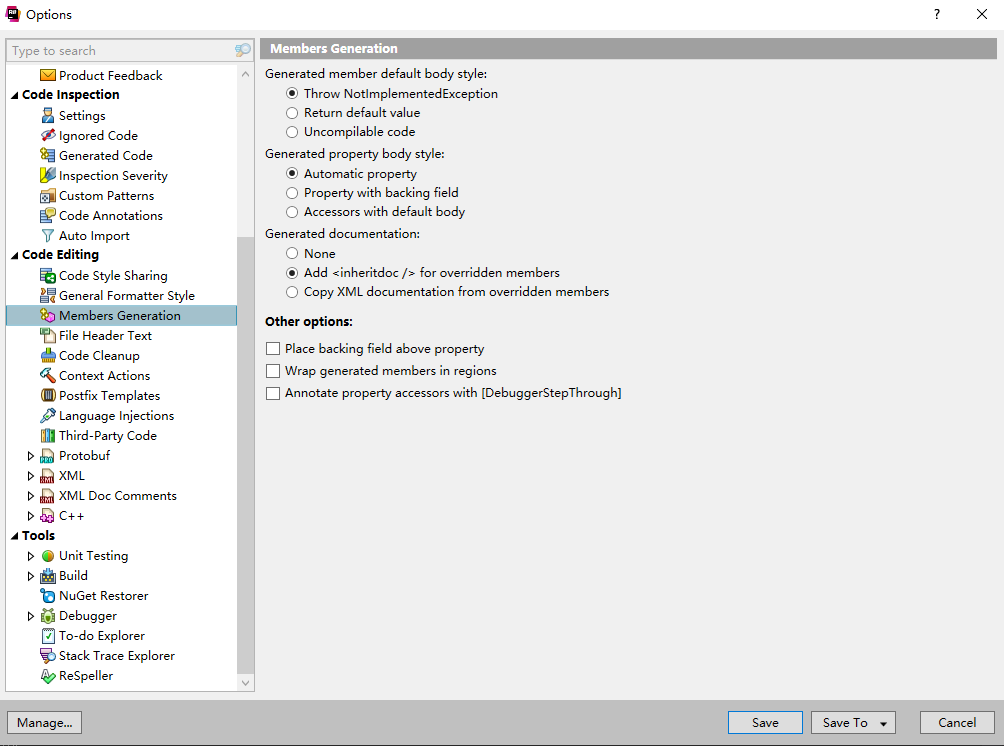 Options
?
Type to search
Product Feedback
Code Inspection
Settings
Ignored Code
Generated Code
Inspection Severity
Custom Patterns
Code Annotations
Auto Import
Code Editing
Code Style Sharing
General Formatter Style
Members Generation
File Header Text
Code Cleanup
Context Actions
Postfix Templates
Language Injections
Third-Party Code
Protobuf
XML
XML Doc Comments
C++
Tools
Unit Testing
Build
NuGet Restorer
Debugger
To-do Explorer
Stack Trace Explorer
ReSpeller
Members Generation
Generated member default body style:
Throw NotImplementedException
Return default value
Uncompilable code
Generated property body style:
Automatic property
Property with backing field
Accessors with default body
Generated documentation:
None
Add <inheritdoc /> for overridden members
Copy XML documentation from overridden members
Other options:
Place backing field above property
Wrap generated members in regions
Annotate property accessors with [DebuggerStepThrough]
Manage...
Save
Save To
Cancel